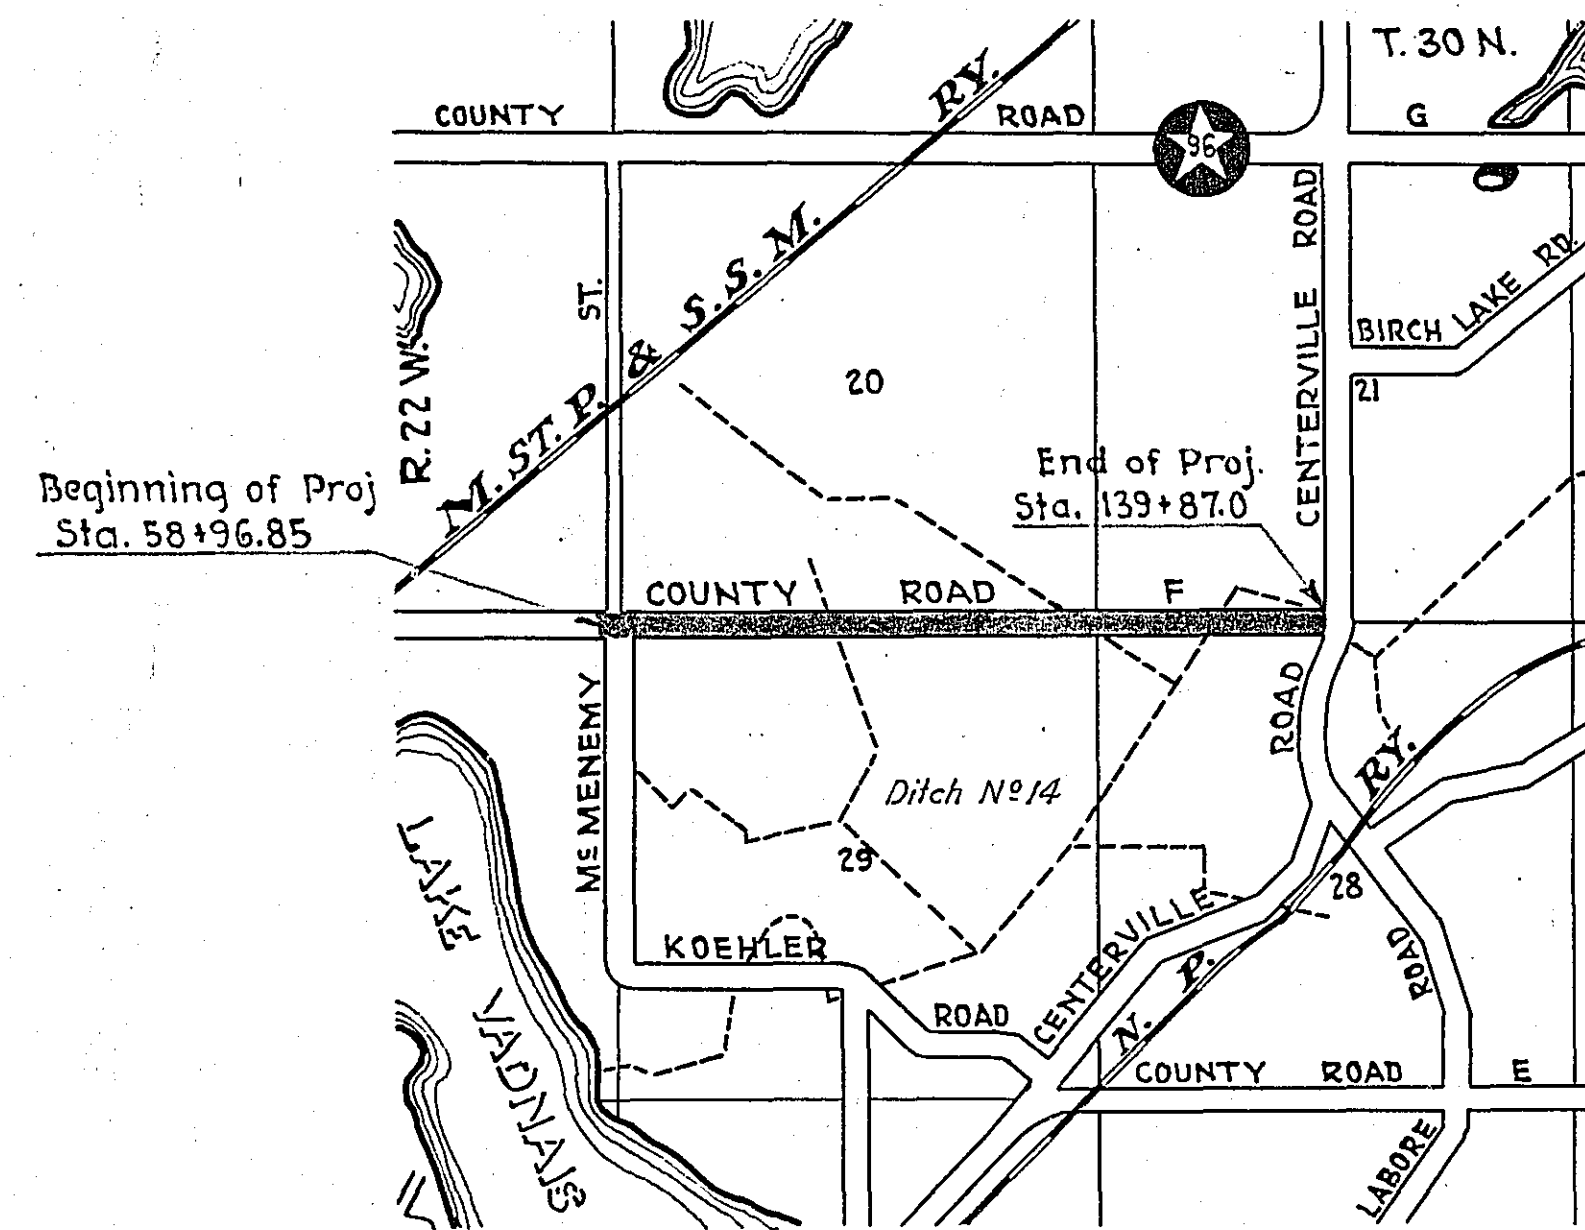 T. 30 N.
COUNTY ROAD G
96
M. ST. P. & S. S. M. RY.
R. 22 W.
ST.
CENTERVILLE ROAD
BIRCH LAKE RD.
20
21
Beginning of Proj
Sta. 58+96.85
End of Proj.
Sta. 139+87.0
COUNTY ROAD F
McMENEMY
ROAD
Ditch Nº 14
29
28
RY.
LAKE
VADNAIS
KOEHLER
ROAD
CENTERVILLE
N. P.
ROAD
COUNTY ROAD E
LABORE